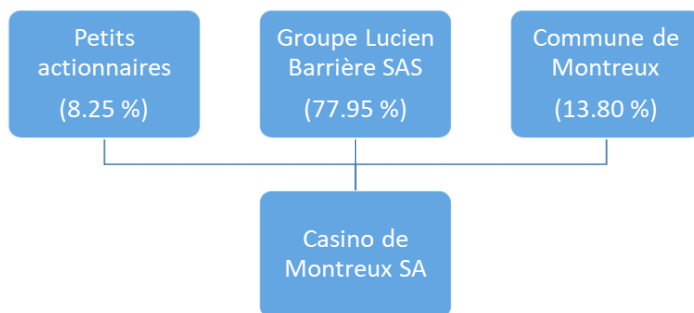 Petits
actionnaires
(8.25 %)
Groupe Lucien
Barrière SAS
(77.95 %)
Commune de
Montreux
(13.80 %)
Casino de
Montreux SA